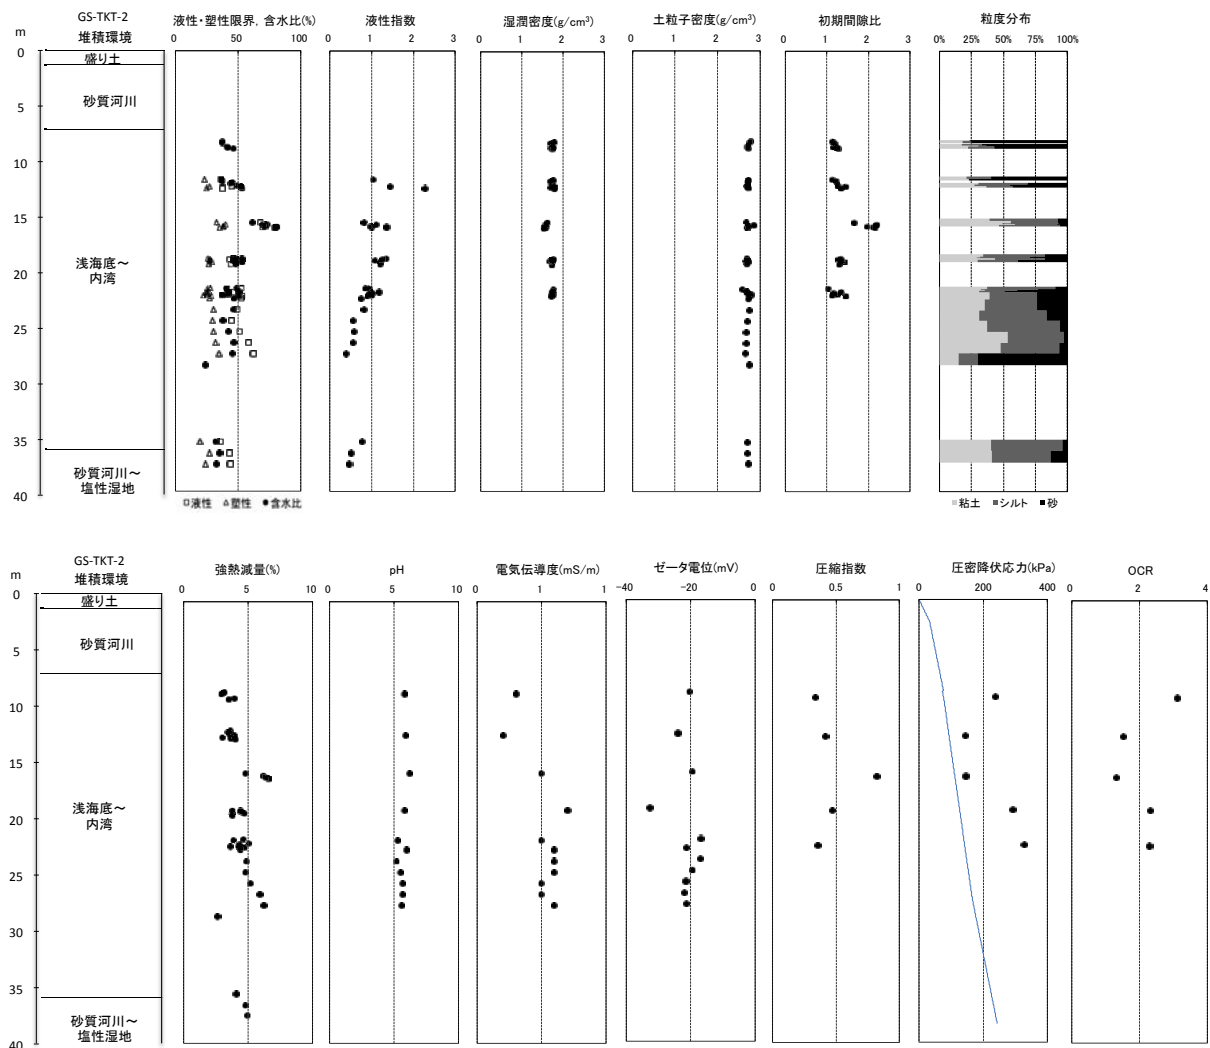 GS-TKT-2
堆積環境
液性・塑性限界, 含水比(%)
液性指数
湿潤密度(g/cm³)
土粒子密度(g/cm³)
初期間隙比
粒度分布
m
0 50 100
0 1 2 3
0 1 2 3
0 1 2 3
0 1 2 3
0% 25% 50% 75% 100%
0
盛り土
5
砂質河川
10
15
浅海底～
内湾
20
25
30
35
砂質河川～
塩性湿地
40
液性 塑性 含水比
粘土 シルト 砂
GS-TKT-2
堆積環境
強熱減量(%)
pH
電気伝導度(mS/m)
ゼータ電位(mV)
圧縮指数
圧密降伏応力(kPa)
OCR
m
0 5 10
0 5 10
0 1 1
-40 -20 0
0 0.5 1
0 200 400
0 2 4
0
盛り土
5
砂質河川
10
15
浅海底～
内湾
20
25
30
35
砂質河川～
塩性湿地
40